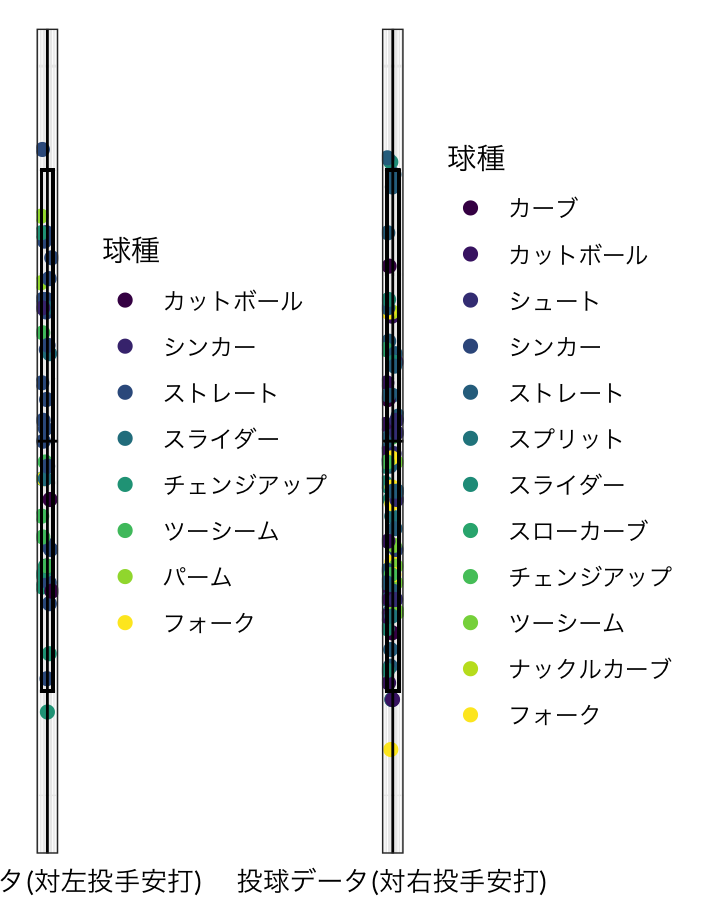 球種
カットボール
シンカー
ストレート
スライダー
チェンジアップ
ツーシーム
パーム
フォーク
タ(対左投手安打)
球種
カーブ
カットボール
シュート
シンカー
ストレート
スプリット
スライダー
スローカーブ
チェンジアップ
ツーシーム
ナックルカーブ
フォーク
投球データ(対右投手安打)